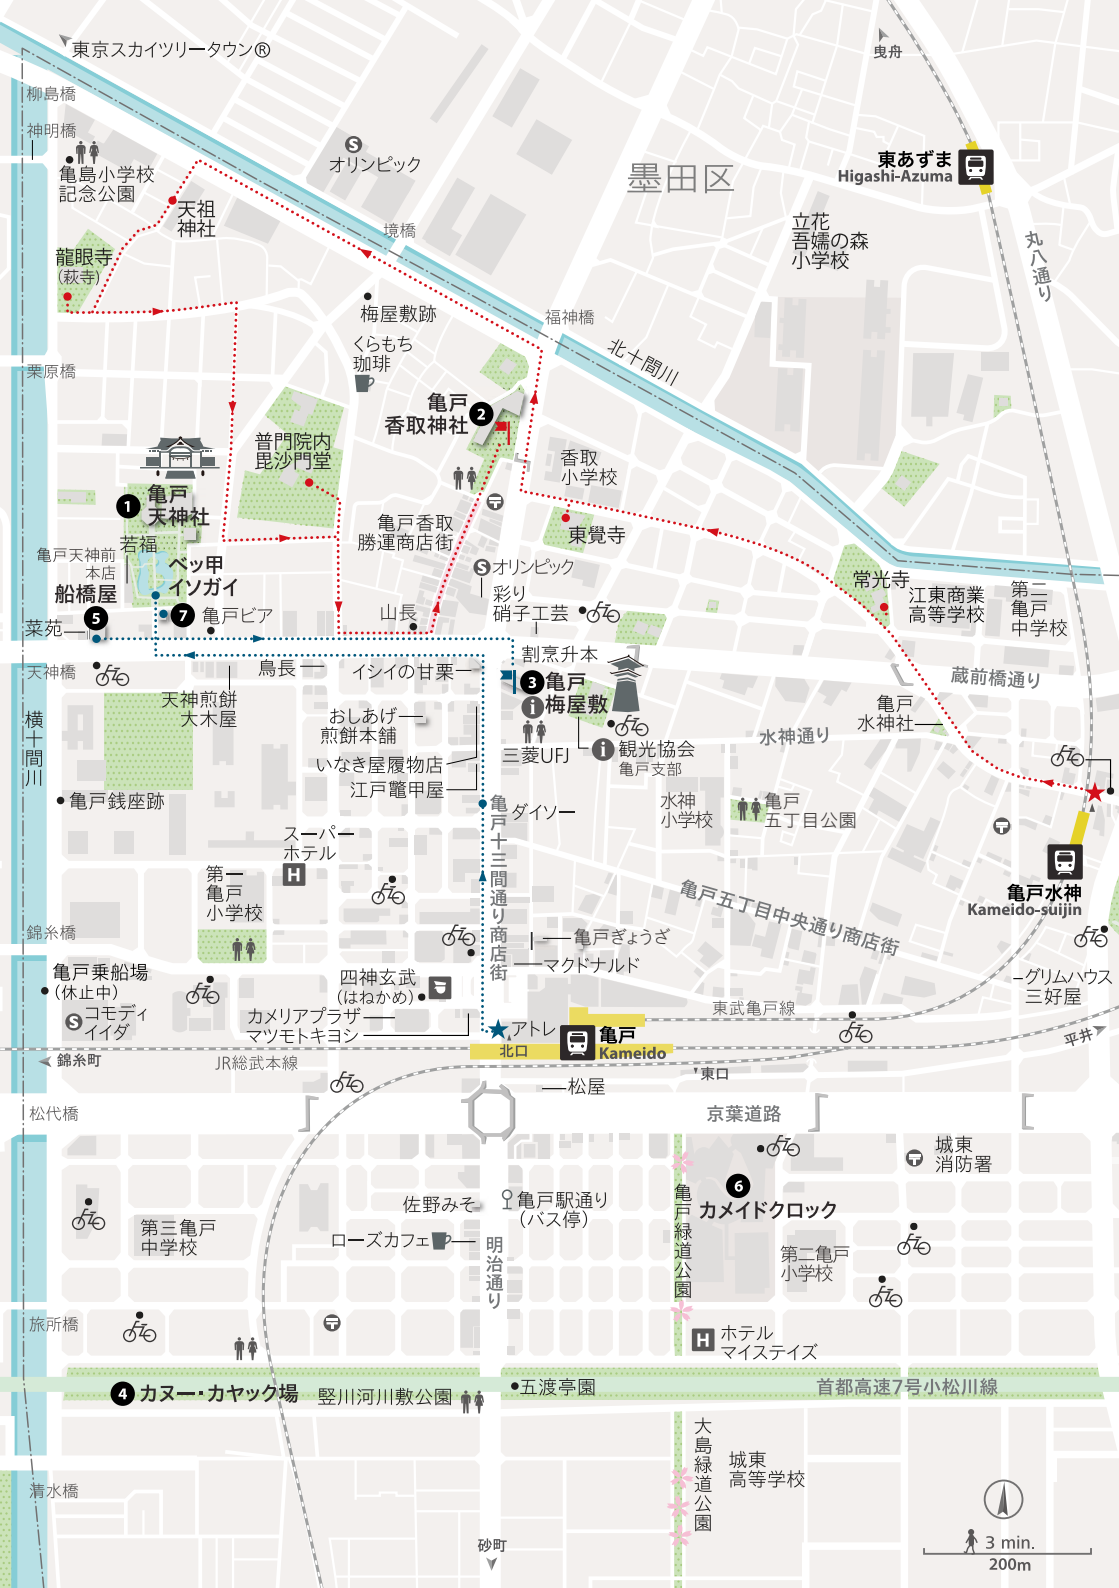 東京スカイツリータウン®
曳舟
柳島橋
神明橋
亀島小学校
記念公園
オリンピック
墨田区
東あずま
Higashi-Azuma
天祖
神社
立花
吾嬬の森
小学校
丸八通り
境橋
龍眼寺
(萩寺)
梅屋敷跡
福神橋
北十間川
くらもち
珈琲
栗原橋
亀戸
香取神社
2
普門院内
毘沙門堂
香取
小学校
1
亀戸
天神社
亀戸香取
勝運商店街
東覺寺
若福
亀戸天神前
本店
ベッ甲
イソガイ
オリンピック
常光寺
江東商業
高等学校
第二
亀戸
中学校
船橋屋
5
7
亀戸ビア
山長
彩り
硝子工芸
菜苑
天神橋
鳥長
イシイの甘栗
割烹升本
3
亀戸
梅屋敷
蔵前橋通り
天神煎餅
大木屋
おしあげ
煎餅本舗
亀戸
水神社
横十間川
三菱UFJ
観光協会
亀戸支部
水神通り
いなき屋履物店
江戸鼈甲屋
亀戸銭座跡
亀戸十三間通り商店街
ダイソー
水神
小学校
亀戸
五丁目公園
スーパー
ホテル
H
第一
亀戸
小学校
亀戸水神
Kameido-suijin
亀戸五丁目中央通り商店街
錦糸橋
亀戸ぎょうざ
マクドナルド
亀戸乗船場
(休止中)
四神玄武
(はねかめ)
グリムハウス
三好屋
コモディ
イイダ
カメリアプラザ
マツモトキヨシ
アトレ
東武亀戸線
北口
亀戸
Kameido
平井
錦糸町
JR総武本線
東口
松屋
松代橋
京葉道路
城東
消防署
6
カメイドクロック
亀戸緑道公園
佐野みそ
亀戸駅通り
(バス停)
第三亀戸
中学校
ローズカフェ
明治通り
第二亀戸
小学校
旅所橋
H
ホテル
マイステイズ
4
カヌー・カヤック場
竪川河川敷公園
五渡亭園
首都高速7号小松川線
大島緑道公園
城東
高等学校
清水橋
砂町
3 min.
200m